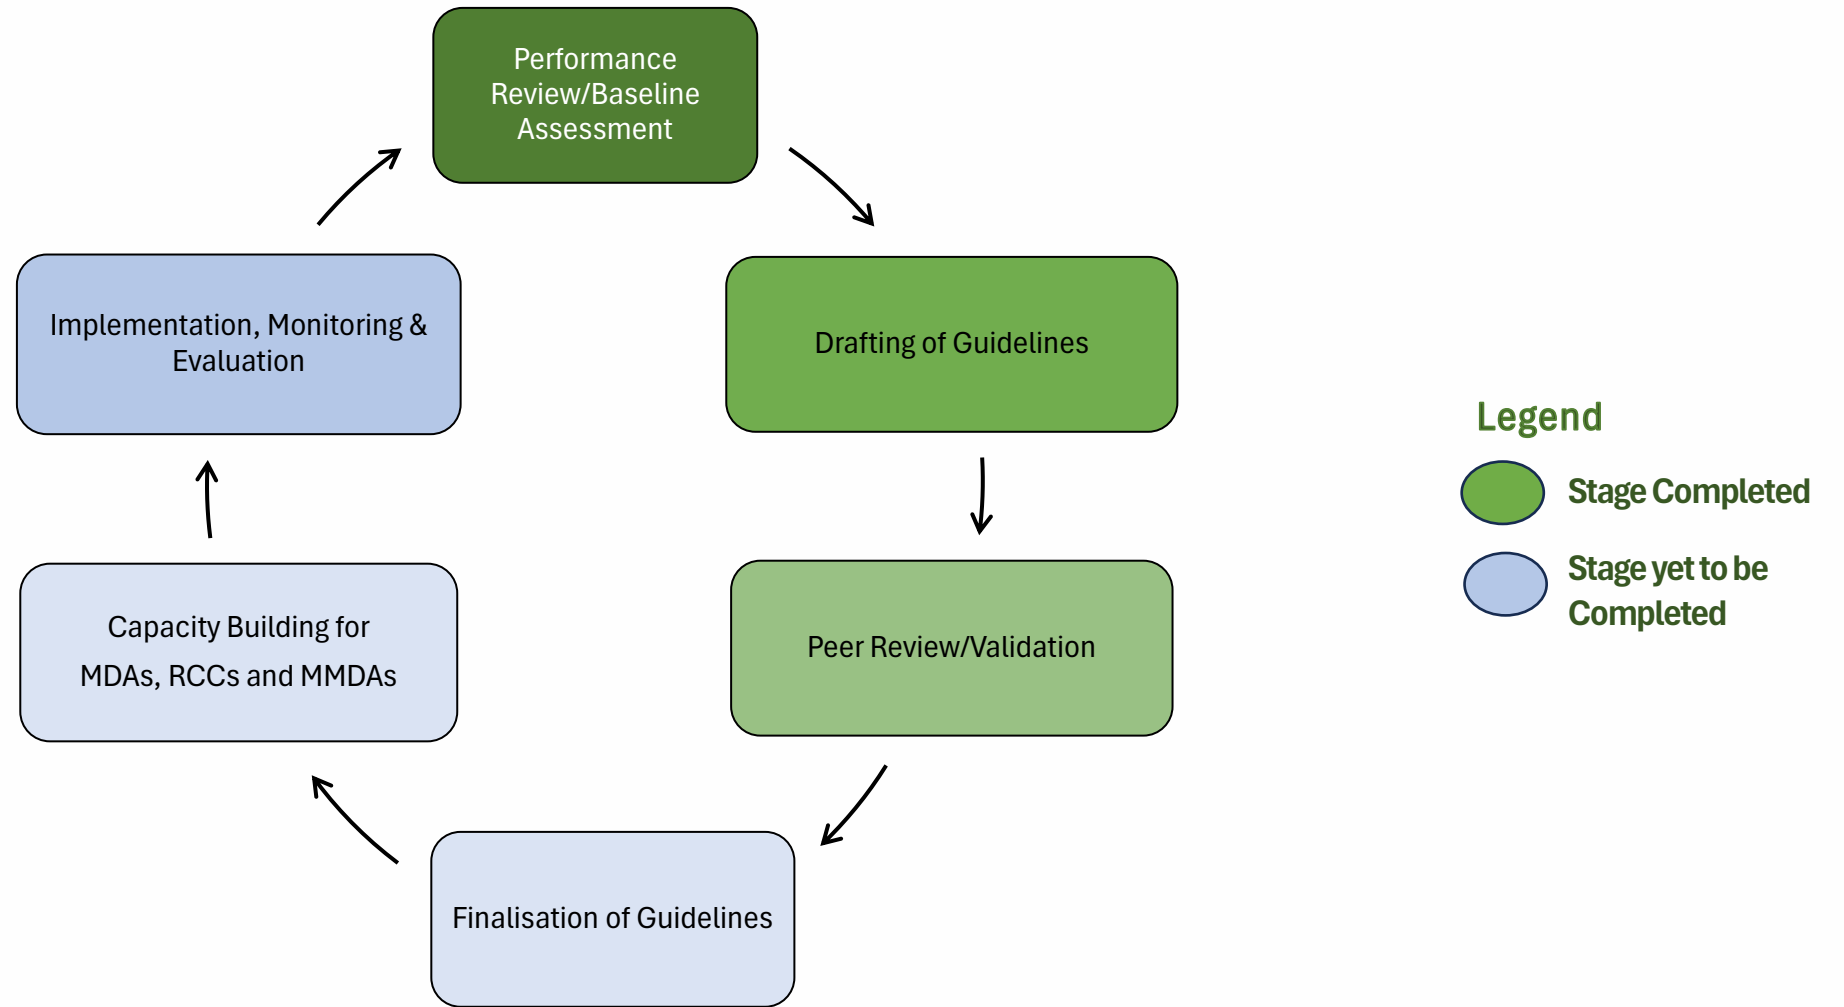 Performance
Review/Baseline
Assessment
Implementation, Monitoring &
Evaluation
Drafting of Guidelines
Legend
Stage Completed
Stage yet to be
Completed
Capacity Building for
MDAs, RCCs and MMDAs
Peer Review/Validation
Finalisation of Guidelines